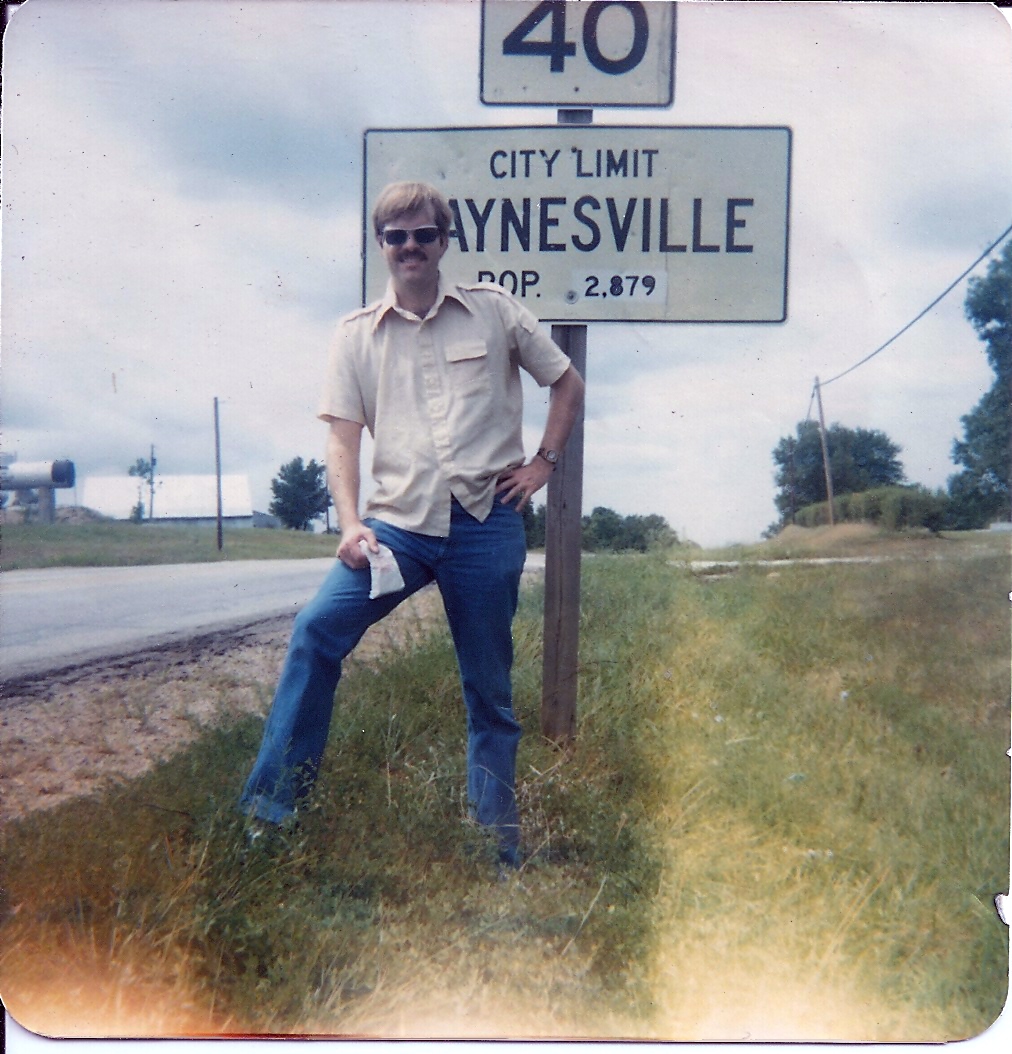 40
CITY LIMIT
AYNESVILLE
POP. 2,879